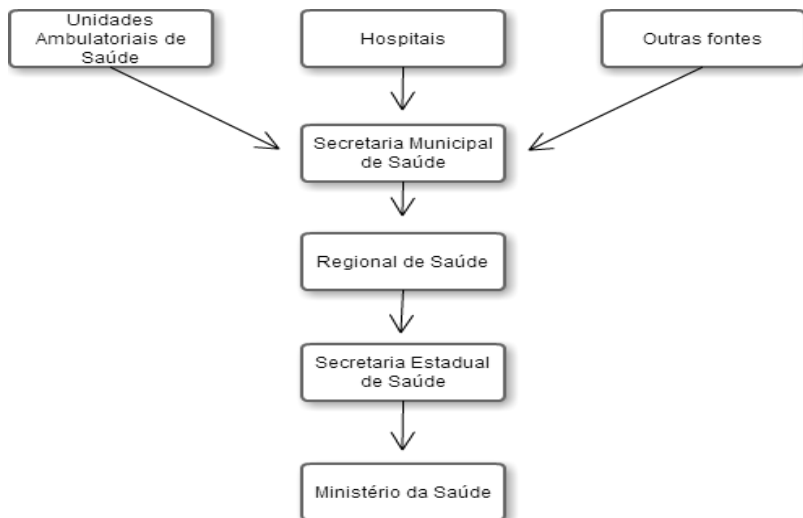 Unidades
Ambulatoriais de
Saúde
Hospitais
Outras fontes
Secretaria Municipal
de Saúde
Regional de Saúde
Secretaria Estadual
de Saúde
Ministério da Saúde